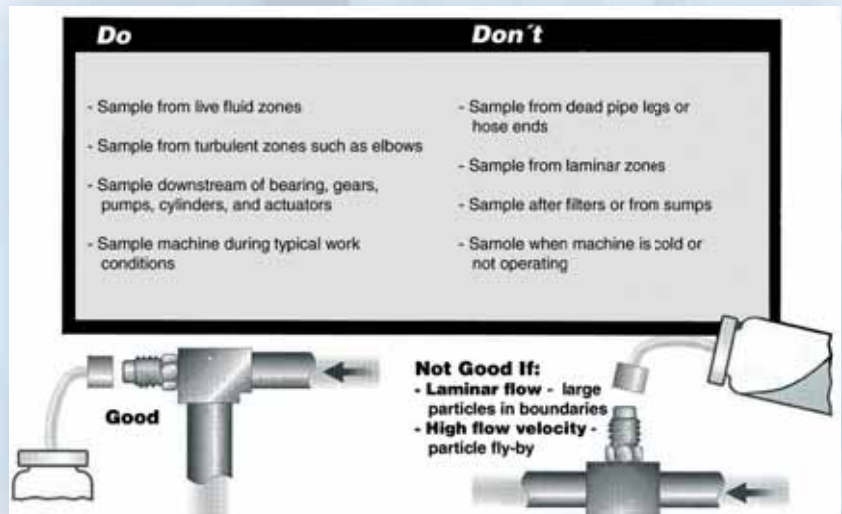 Do
Don´t
- Sample from live fluid zones
- Sample from turbulent zones such as elbows
- Sample downstream of bearing, gears,
pumps, cylinders, and actuators
- Sample machine during typical work
conditions
- Sample from dead pipe legs or
hose ends
- Sample from laminar zones
- Sample after filters or from sumps
- Samole when machine is cold or
not operating
Good
Not Good If:
- Laminar flow - large
particles in boundaries
- High flow velocity -
particle fly-by